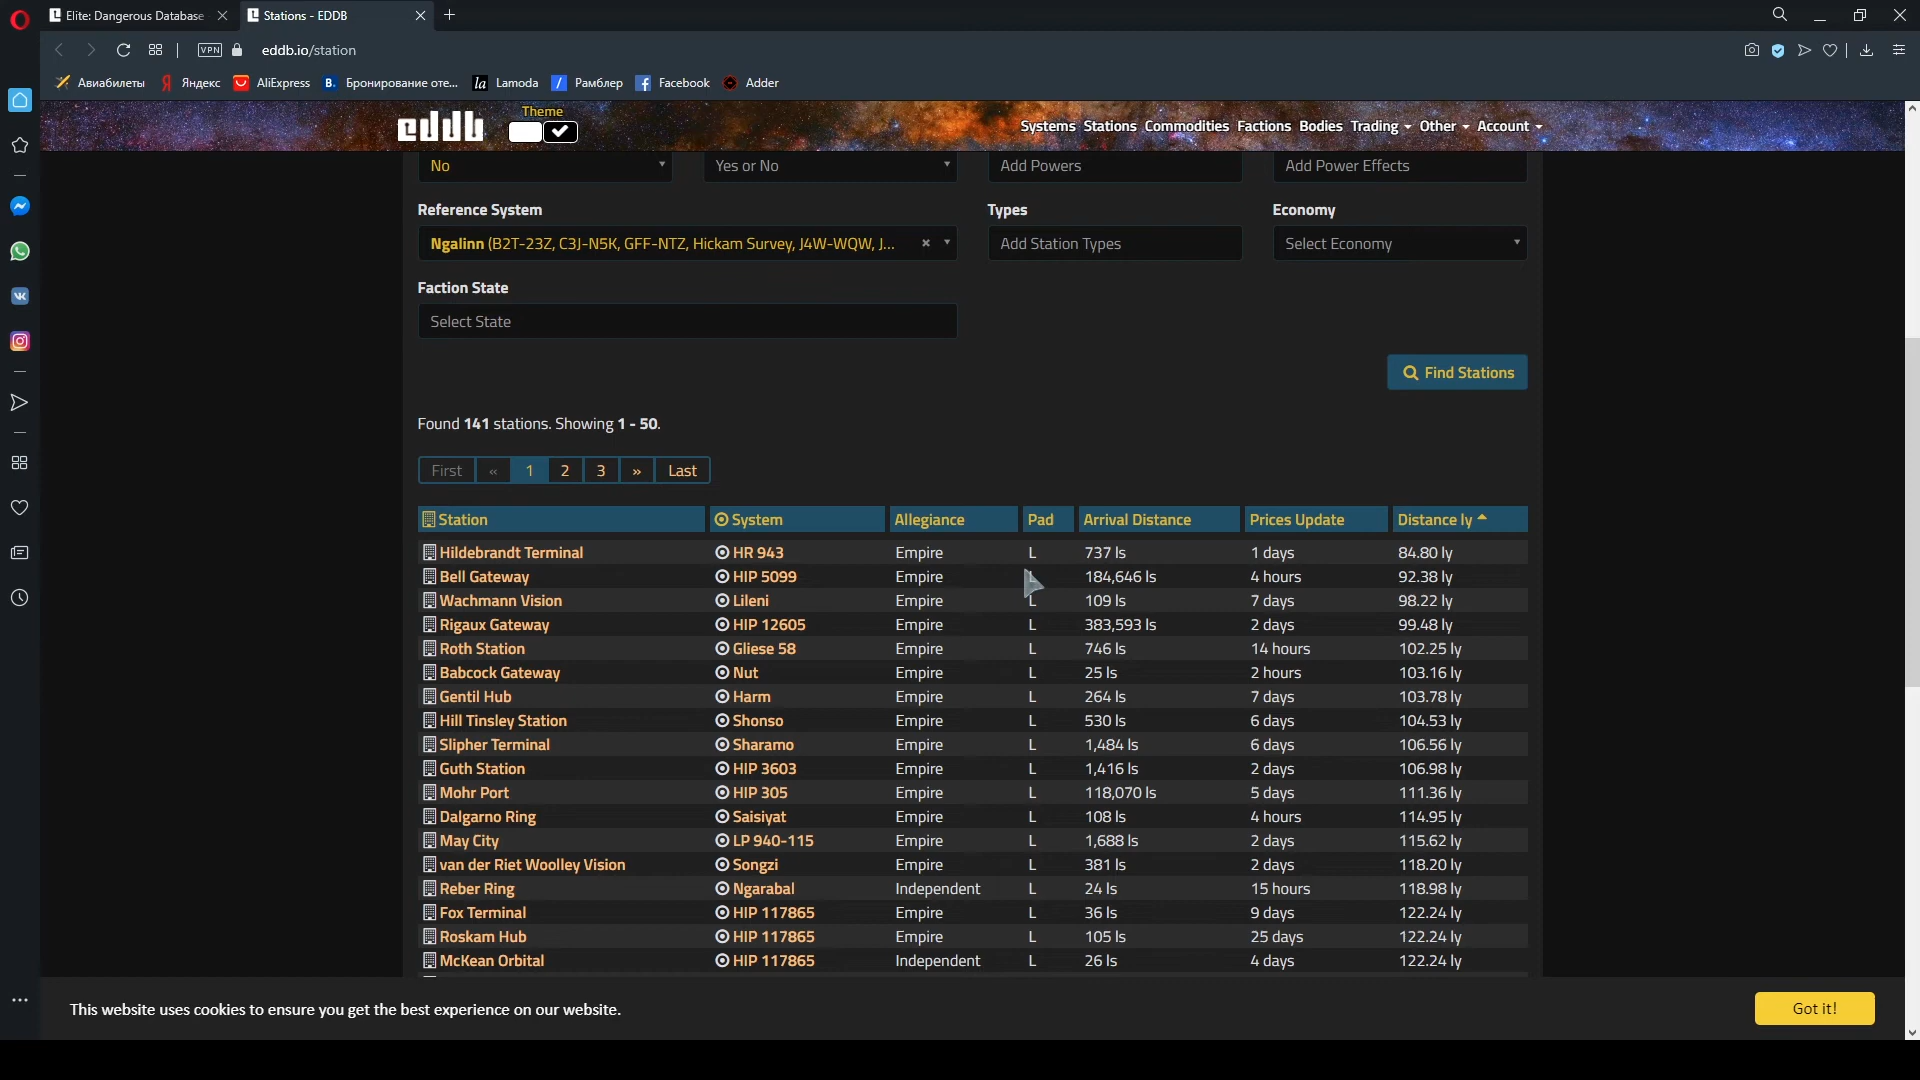 Elite: Dangerous Database
Stations - EDDB
VPN
eddb.io/station
Авиабилеты
Яндекс
AliExpress
Бронирование оте...
Lamoda
Рамблер
Facebook
Adder
eddb
Theme
Systems Stations Commodities Factions Bodies Trading Other Account
No
Yes or No
Add Powers
Add Power Effects
Reference System
Types
Economy
Ngalinn (B2T-23Z, C3J-N5K, GFF-NTZ, Hickam Survey, J4W-WQW, J...
Add Station Types
Select Economy
Faction State
Select State
Find Stations
Found 141 stations. Showing 1 - 50.
First « 1 2 3 » Last
Station System Allegiance Pad Arrival Distance Prices Update Distance ly
Hildebrandt Terminal HR 943 Empire L 737 ls 1 days 84.80 ly
Bell Gateway HIP 5099 Empire L 184,646 ls 4 hours 92.38 ly
Wachmann Vision Lileni Empire L 109 ls 7 days 98.22 ly
Rigaux Gateway HIP 12605 Empire L 383,593 ls 2 days 99.48 ly
Roth Station Gliese 58 Empire L 746 ls 14 hours 102.25 ly
Babcock Gateway Nut Empire L 25 ls 2 hours 103.16 ly
Gentil Hub Harm Empire L 264 ls 7 days 103.78 ly
Hill Tinsley Station Shonso Empire L 530 ls 6 days 104.53 ly
Slipher Terminal Sharamo Empire L 1,484 ls 6 days 106.56 ly
Guth Station HIP 3603 Empire L 1,416 ls 2 days 106.98 ly
Mohr Port HIP 305 Empire L 118,070 ls 5 days 111.36 ly
Dalgarno Ring Saisiyat Empire L 108 ls 4 hours 114.95 ly
May City LP 940-115 Empire L 1,688 ls 2 days 115.62 ly
van der Riet Woolley Vision Songzi Empire L 381 ls 2 days 118.20 ly
Reber Ring Ngarabal Independent L 24 ls 15 hours 118.98 ly
Fox Terminal HIP 117865 Empire L 36 ls 9 days 122.24 ly
Roskam Hub HIP 117865 Empire L 105 ls 25 days 122.24 ly
McKean Orbital HIP 117865 Independent L 26 ls 4 days 122.24 ly
This website uses cookies to ensure you get the best experience on our website.
Got it!